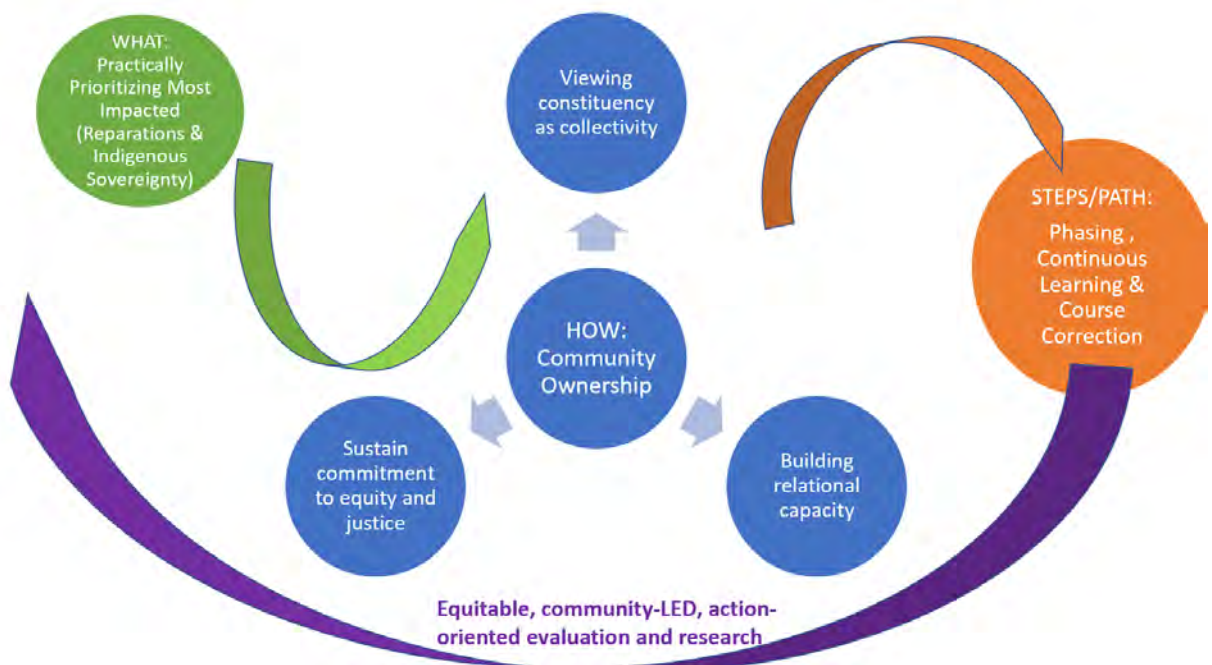 WHAT:
Practically
Prioritizing Most
Impacted
(Reparations &
Indigenous
Sovereignty)
Viewing
constituency
as collectivity
STEPS/PATH:
Phasing ,
Continuous
Learning &
Course
Correction
HOW:
Community
Ownership
Sustain
commitment
to equity and
justice
Building
relational
capacity
Equitable, community-LED, action-
oriented evaluation and research